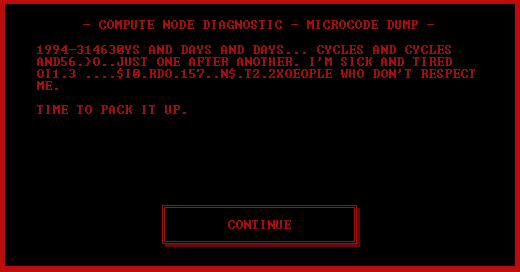 - COMPUTE NODE DIAGNOSTIC - MICROCODE DUMP -
1994-314630YS AND DAYS AND DAYS... CYCLES AND CYCLES
AND56.}O..JUST ONE AFTER ANOTHER. I'M SICK AND TIRED
OI1.3 ....$I0.RDO.157..N$.T2.2XOEOPLE WHO DON'T RESPECT
ME.
TIME TO PACK IT UP.
CONTINUE